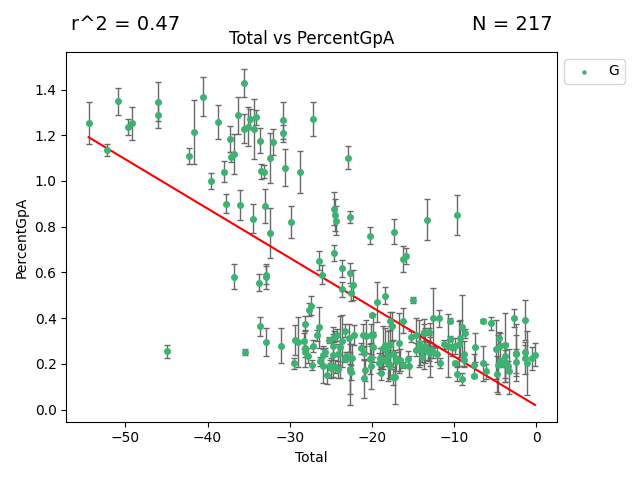 r^2 = 0.47 N = 217
Total vs PercentGpA
G
PercentGpA
1.4
1.2
1.0
0.8
0.6
0.4
0.2
0.0
−50 −40 −30 −20 −10 0
Total